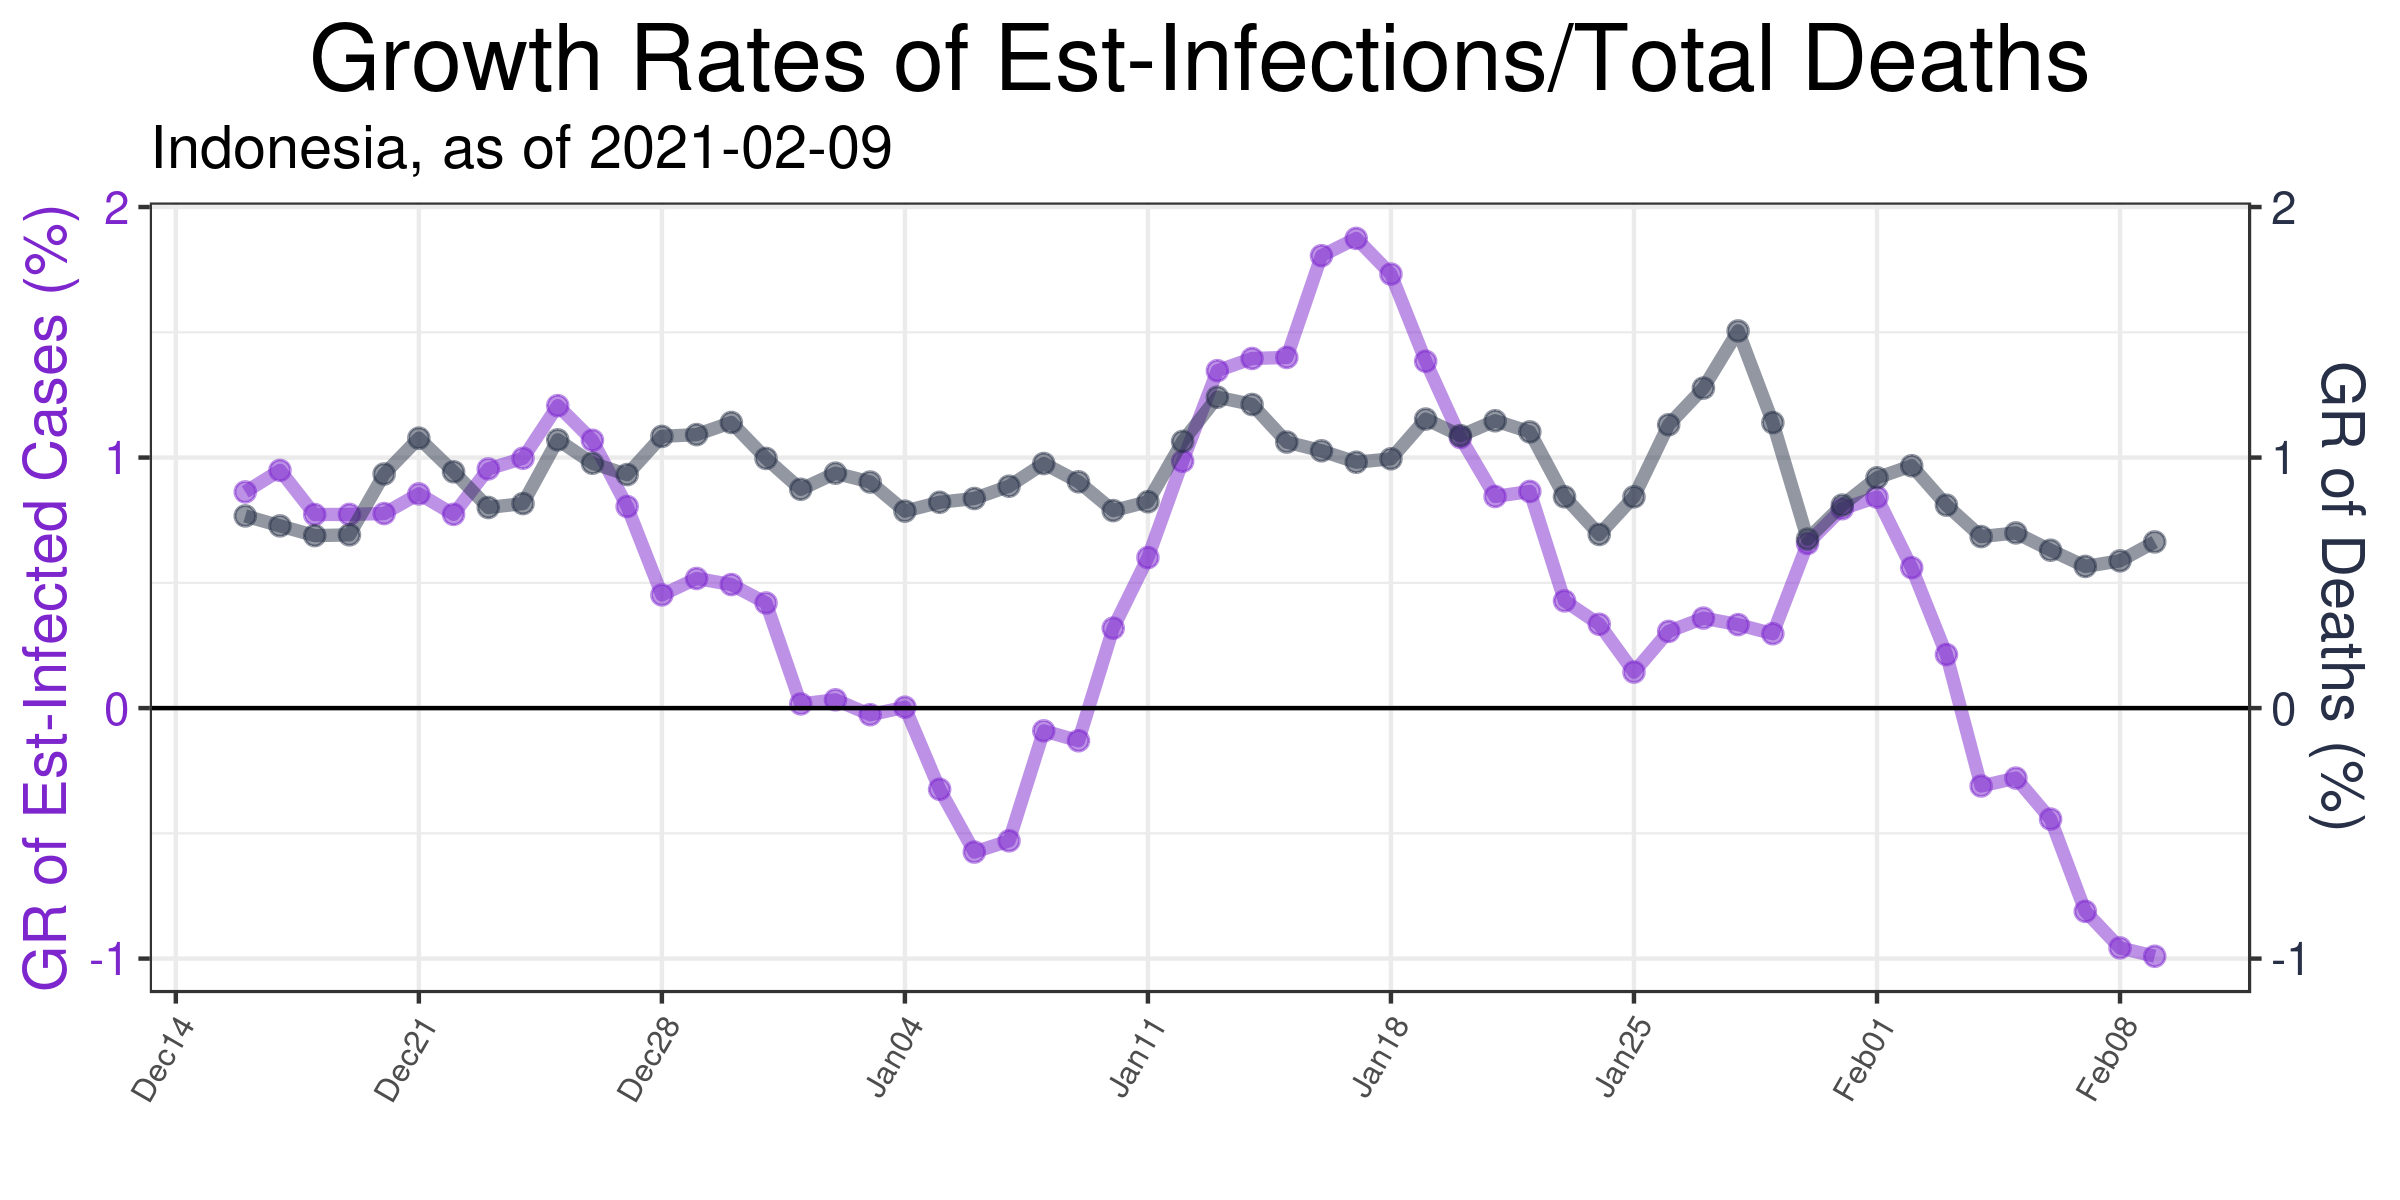 Growth Rates of Est-Infections/Total Deaths
Indonesia, as of 2021-02-09
GR of Est-Infected Cases (%)
2
1
0
-1
2
1
0
-1
GR of Deaths (%)
Dec14
Dec21
Dec28
Jan04
Jan11
Jan18
Jan25
Feb01
Feb08